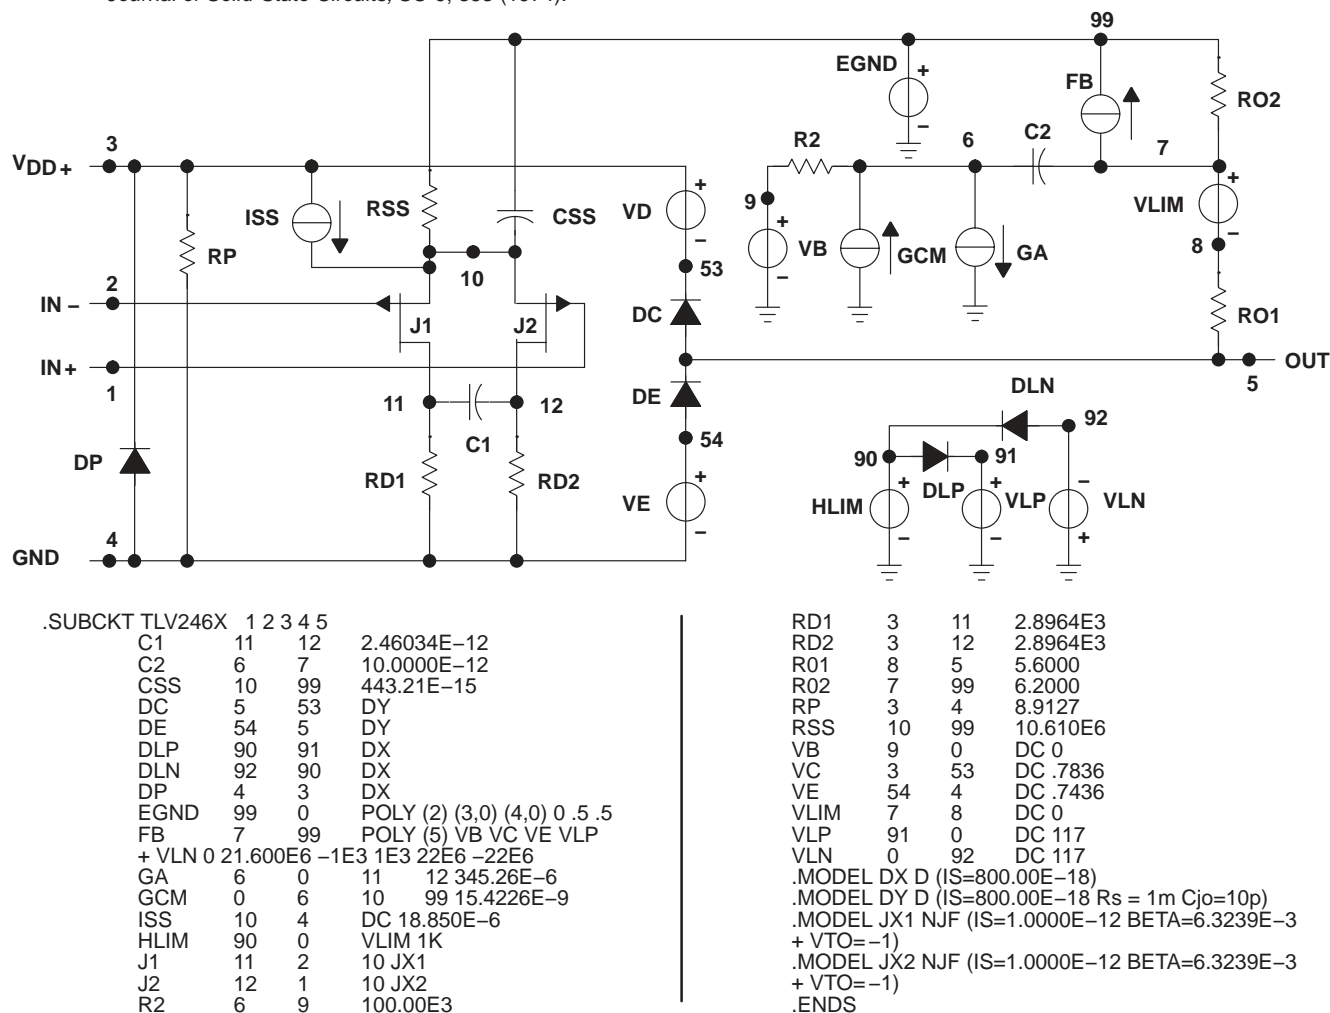 99
EGND
+
FB
RO2
3
R2
6
C2
7
VDD+
+
+
RSS
VD
9
VLIM
ISS
CSS
+
−
−
VB
GCM
GA
8
RP
10
53
2
−
IN −
DC
J1
J2
RO1
IN +
OUT
1
5
DLN
DE
11
12
92
54
C1
90
91
DP
RD1
RD2
+
+
DLP
+
−
VE
HLIM
VLP
VLN
−
−
−
+
4
GND
.SUBCKT TLV246X 1 2 3 4 5
C1 11 12 2.46034E−12
C2 6 7 10.0000E−12
CSS 10 99 443.21E−15
DC 5 53 DY
DE 54 5 DY
DLP 90 91 DX
DLN 92 90 DX
DP 4 3 DX
EGND 99 0 POLY (2) (3,0) (4,0) 0 .5 .5
FB 7 99 POLY (5) VB VC VE VLP
+ VLN 0 21.600E6 −1E3 1E3 22E6 −22E6
GA 6 0 11 12 345.26E−6
GCM 0 6 10 99 15.4226E−9
ISS 10 4 DC 18.850E−6
HLIM 90 0 VLIM 1K
J1 11 2 10 JX1
J2 12 1 10 JX2
R2 6 9 100.00E3
RD1 3 11 2.8964E3
RD2 3 12 2.8964E3
R01 8 5 5.6000
R02 7 99 6.2000
RP 3 4 8.9127
RSS 10 99 10.610E6
VB 9 0 DC 0
VC 3 53 DC .7836
VE 54 4 DC .7436
VLIM 7 8 DC 0
VLP 91 0 DC 117
VLN 0 92 DC 117
.MODEL DX D (IS=800.00E−18)
.MODEL DY D (IS=800.00E−18 Rs = 1m Cjo=10p)
.MODEL JX1 NJF (IS=1.0000E−12 BETA=6.3239E−3
+ VTO=−1)
.MODEL JX2 NJF (IS=1.0000E−12 BETA=6.3239E−3
+ VTO=−1)
.ENDS